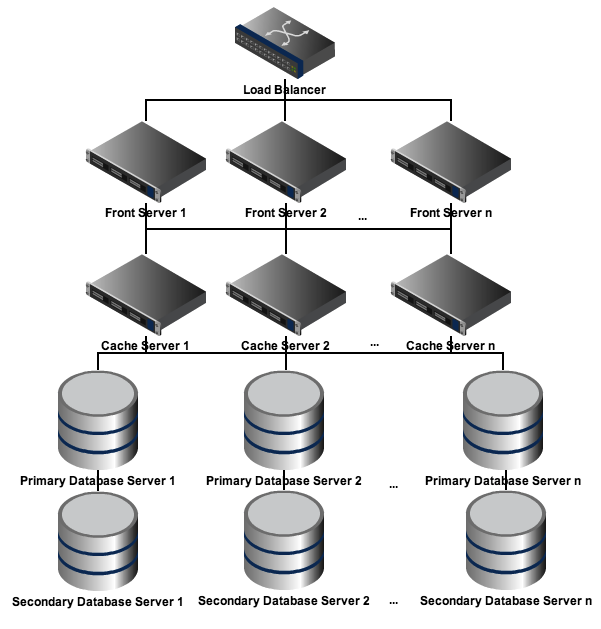 Load Balancer
Front Server 1
Front Server 2
...
Front Server n
Cache Server 1
Cache Server 2
...
Cache Server n
Primary Database Server 1
Primary Database Server 2
...
Primary Database Server n
Secondary Database Server 1
Secondary Database Server 2
...
Secondary Database Server n